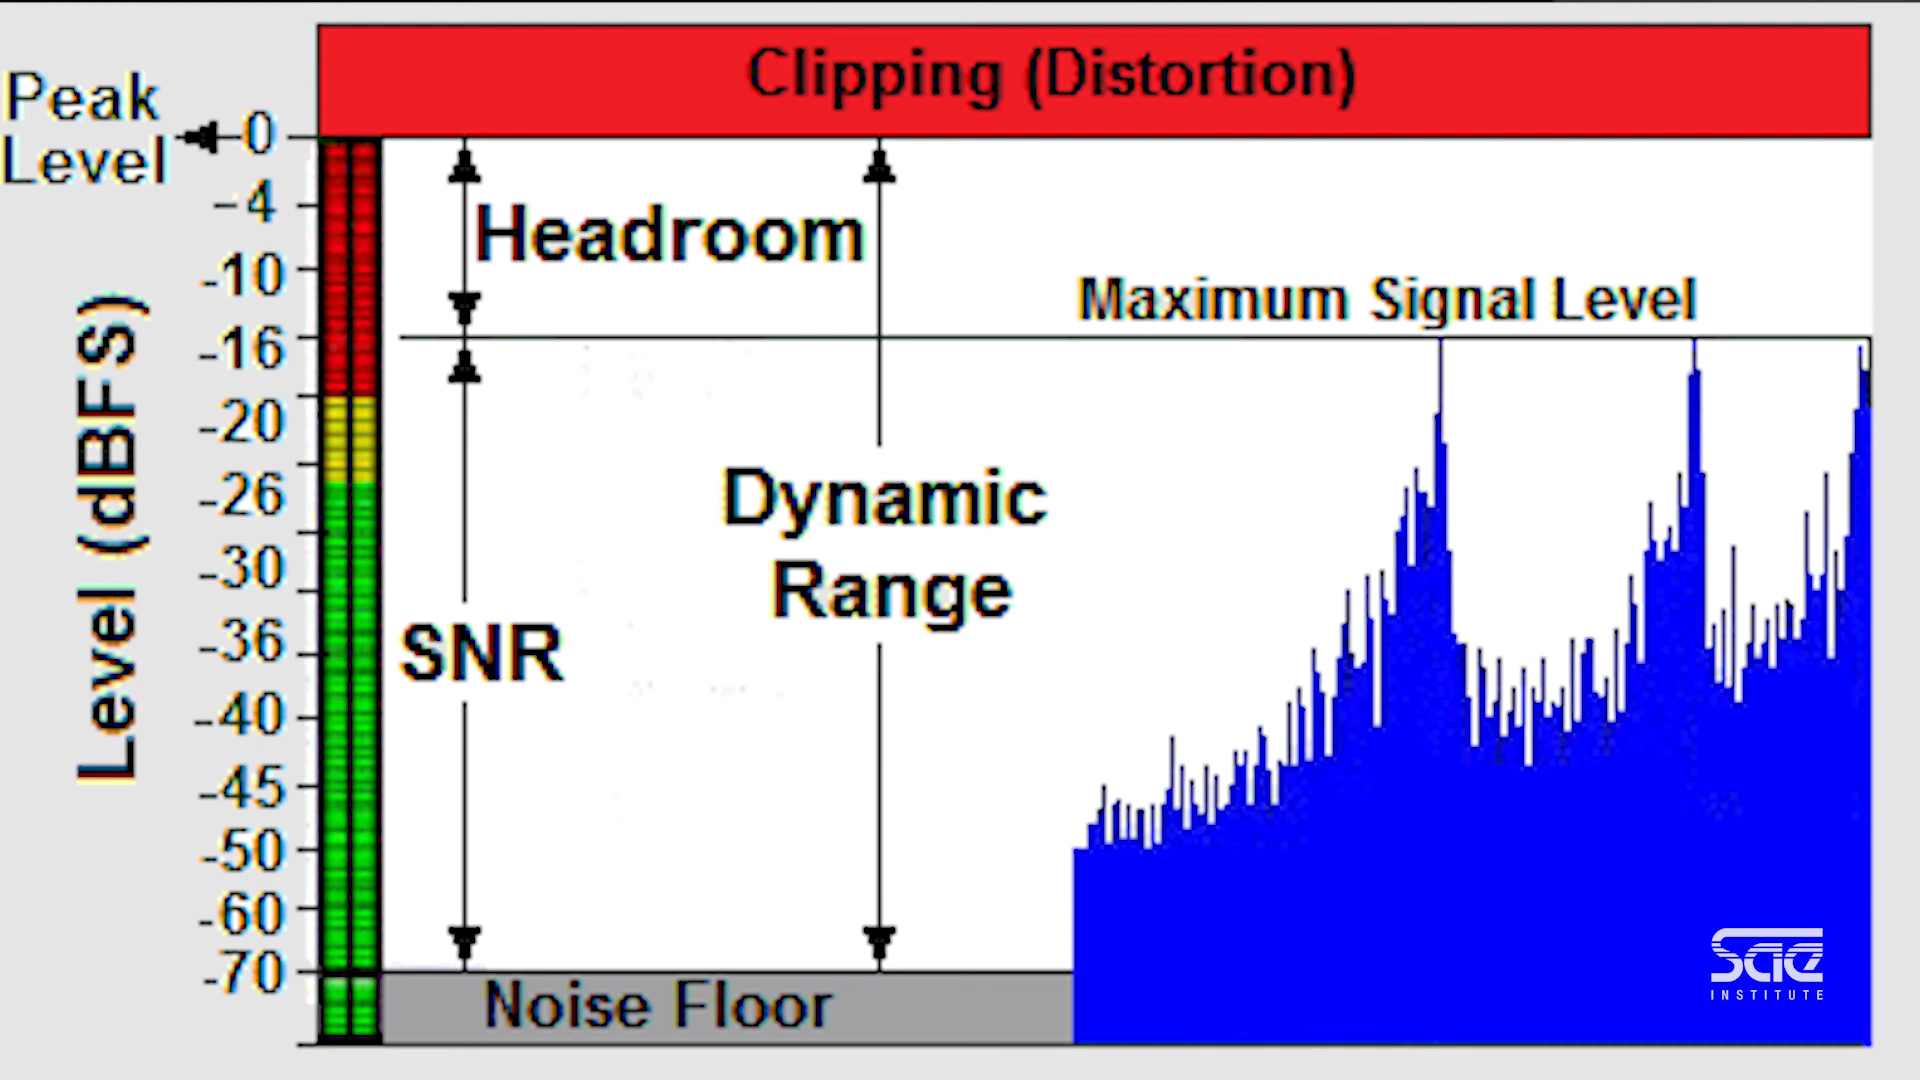 Clipping (Distortion)
Peak
Level
0
-4
Headroom
-10
Maximum Signal Level
-16
-20
Dynamic
Range
-26
-30
SNR
-36
-40
-45
-50
-60
-70
Level (dBFS)
Noise Floor
sae
INSTITUTE